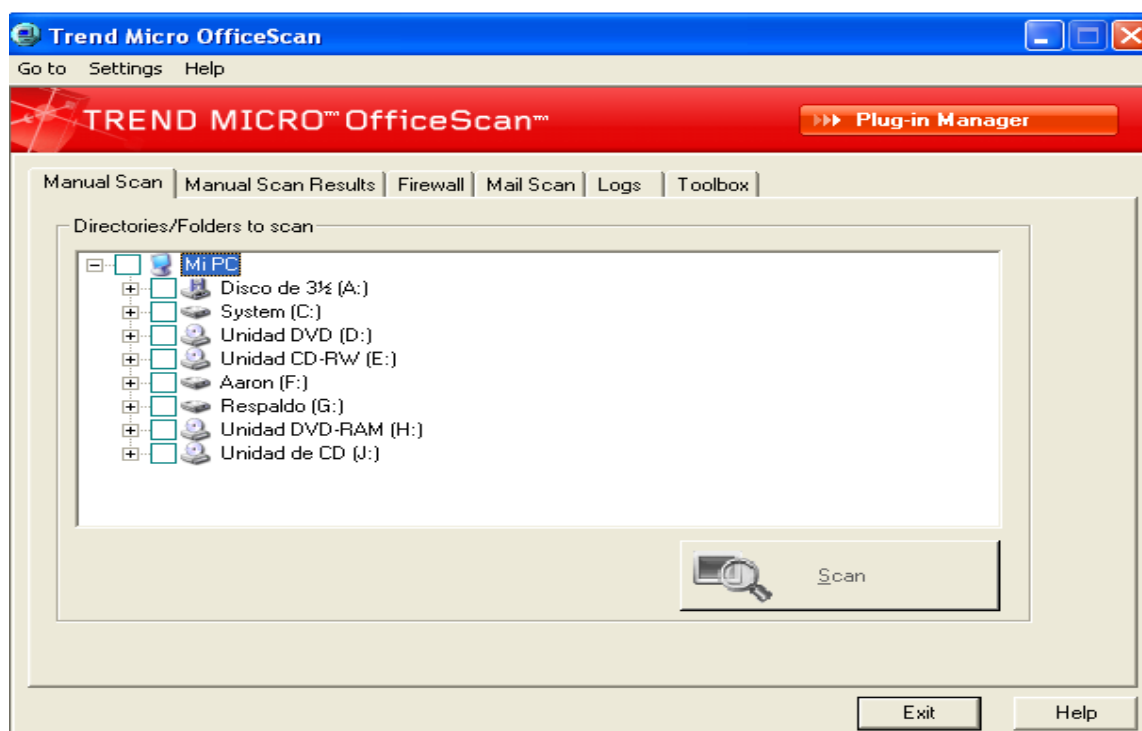 Trend Micro OfficeScan
Go to Settings Help
TREND MICRO™ OfficeScan™
Plug-in Manager
Manual Scan Manual Scan Results Firewall Mail Scan Logs Toolbox
Directories/Folders to scan
Mi PC
Disco de 3½ (A:)
System (C:)
Unidad DVD (D:)
Unidad CD-RW (E:)
Aaron (F:)
Respaldo (G:)
Unidad DVD-RAM (H:)
Unidad de CD (J:)
Scan
Exit Help